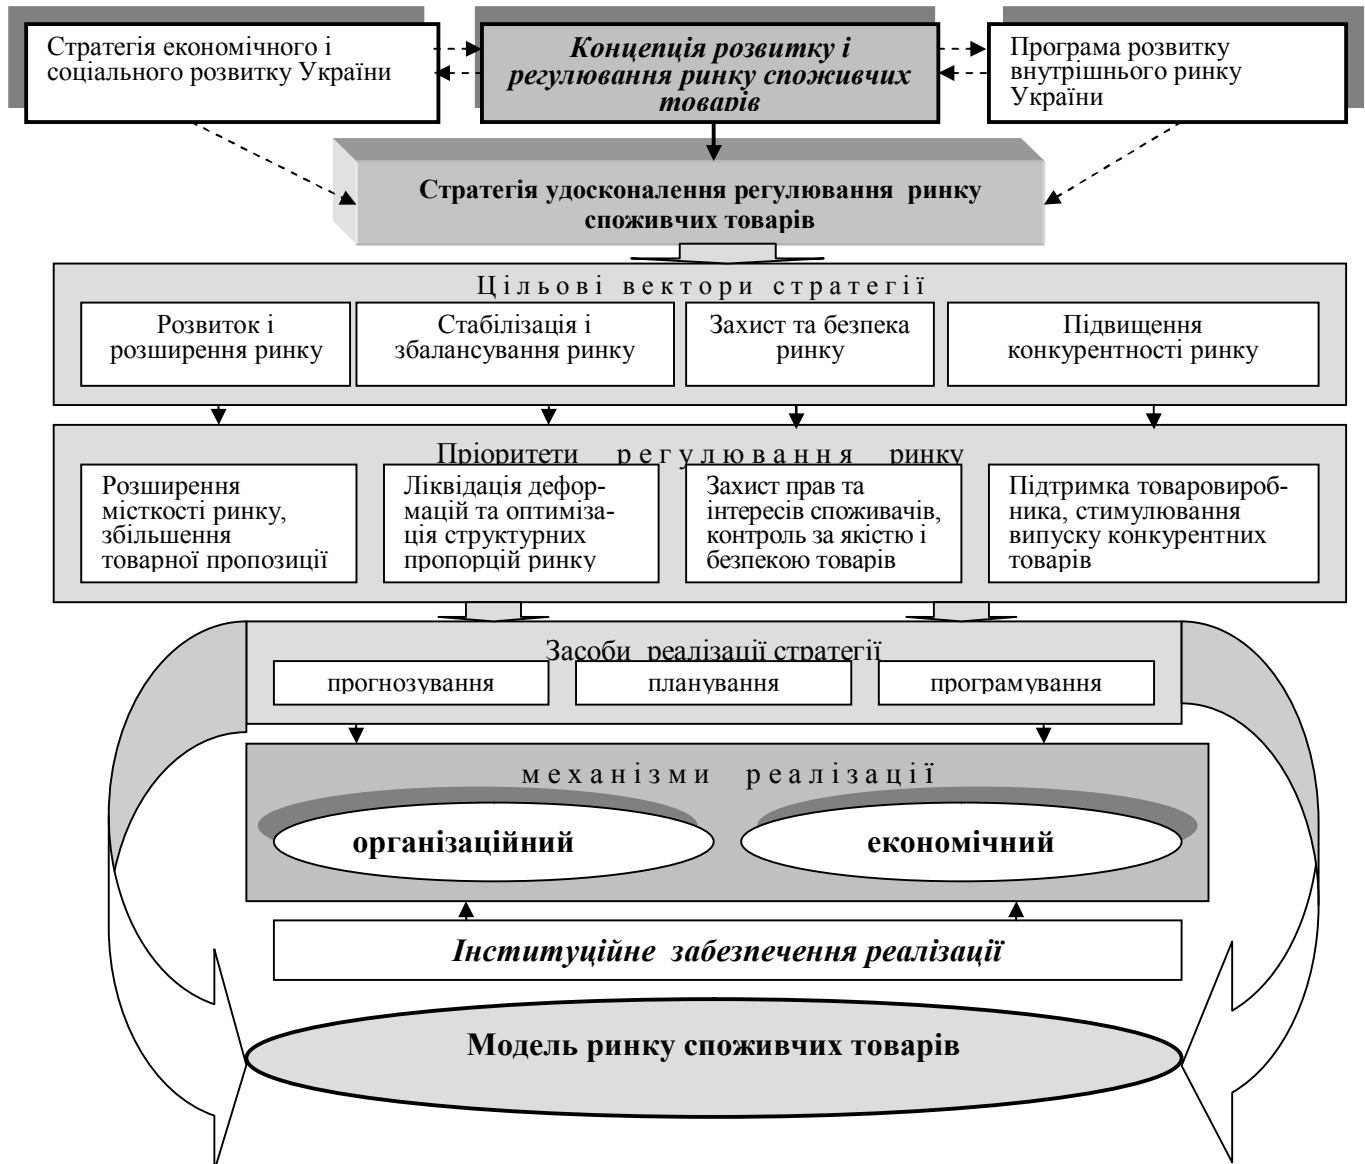 Стратегія економічного і
соціального розвитку України
Концепція розвитку і
регулювання ринку споживчих
товарів
Програма розвитку
внутрішнього ринку
України
Стратегія удосконалення регулювання ринку
споживчих товарів
Цільові вектори стратегії
Розвиток і
розширення ринку
Стабілізація і
збалансування ринку
Захист та безпека
ринку
Підвищення
конкурентності ринку
Пріоритети регулювання ринку
Розширення
місткості ринку,
збільшення
товарної пропозиції
Ліквідація дефор-
мацій та оптиміза-
ція структурних
пропорцій ринку
Захист прав та
інтересів споживачів,
контроль за якістю і
безпекою товарів
Підтримка товаровироб-
ника, стимулювання
випуску конкурентних
товарів
Засоби реалізації стратегії
прогнозування
планування
програмування
механізми реалізації
організаційний
економічний
Інституційне забезпечення реалізації
Модель ринку споживчих товарів